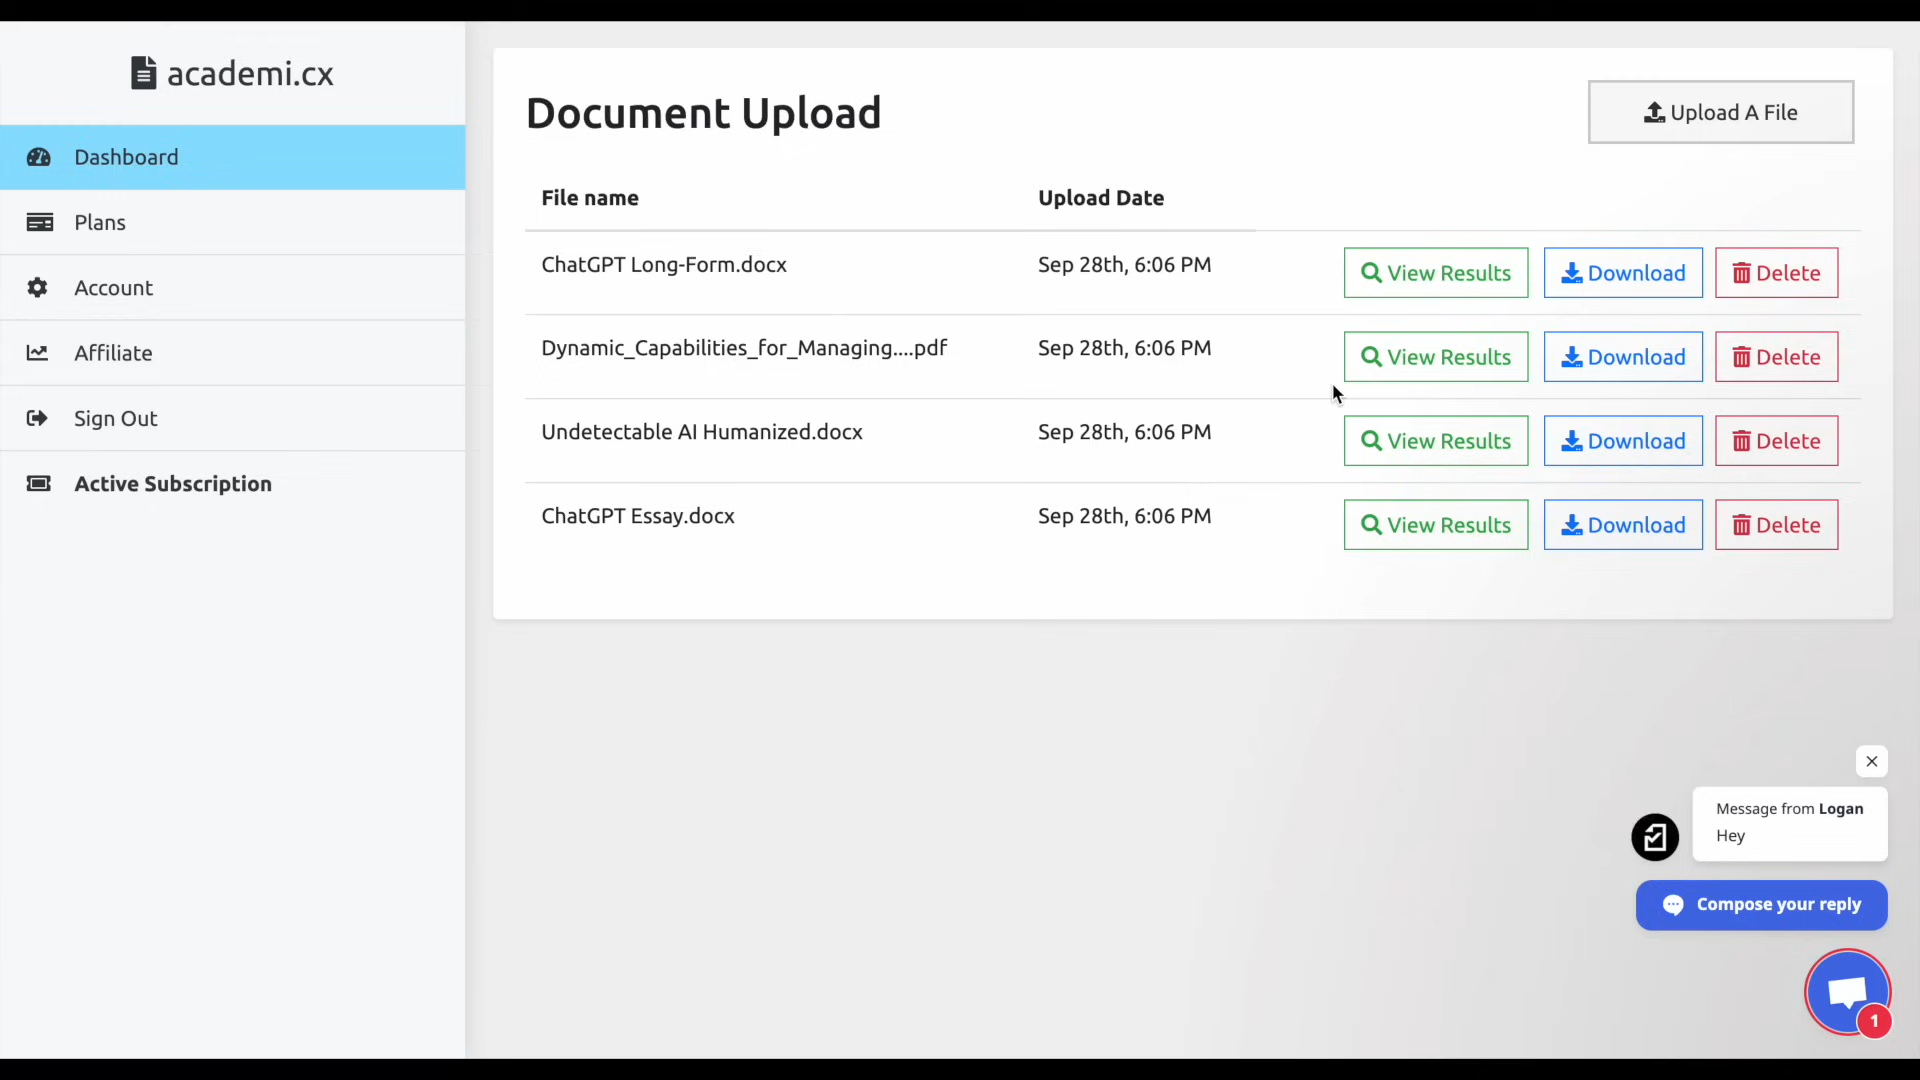 academi.cx
Dashboard
Plans
Account
Affiliate
Sign Out
Active Subscription
Document Upload
Upload A File
File name Upload Date
ChatGPT Long-Form.docx Sep 28th, 6:06 PM View Results Download Delete
Dynamic_Capabilities_for_Managing....pdf Sep 28th, 6:06 PM View Results Download Delete
Undetectable AI Humanized.docx Sep 28th, 6:06 PM View Results Download Delete
ChatGPT Essay.docx Sep 28th, 6:06 PM View Results Download Delete
Message from Logan
Hey
Compose your reply
1